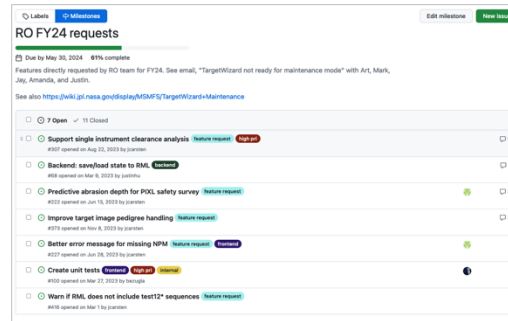 Labels Milestones Edit milestone New issue
RO FY24 requests
Due by May 30, 2024 61% complete
Features directly requested by RO team for FY24. See email, "TargetWizard not ready for maintenance mode" with Art, Mark,
Jay, Amanda, and Justin.
See also https://wiki.jpl.nasa.gov/display/MSMFS/TargetWizard+Maintenance
7 Open 11 Closed
Support single instrument clearance analysis feature request high pri
#307 opened on Aug 22, 2023 by jcarsten
Backend: save/load state to RML backend
#68 opened on Mar 9, 2023 by justinhu
Predictive abrasion depth for PIXL safety survey feature request
#222 opened on Jun 13, 2023 by jcarsten
Improve target image pedigree handling feature request
#373 opened on Nov 8, 2023 by jcarsten
Better error message for missing NPM feature request frontend
#227 opened on Jun 28, 2023 by jcarsten
Create unit tests frontend high pri internal
#100 opened on Mar 27, 2023 by bezugla
Warn if RML does not include test12* sequences feature request
#416 opened on Mar 1 by jcarsten